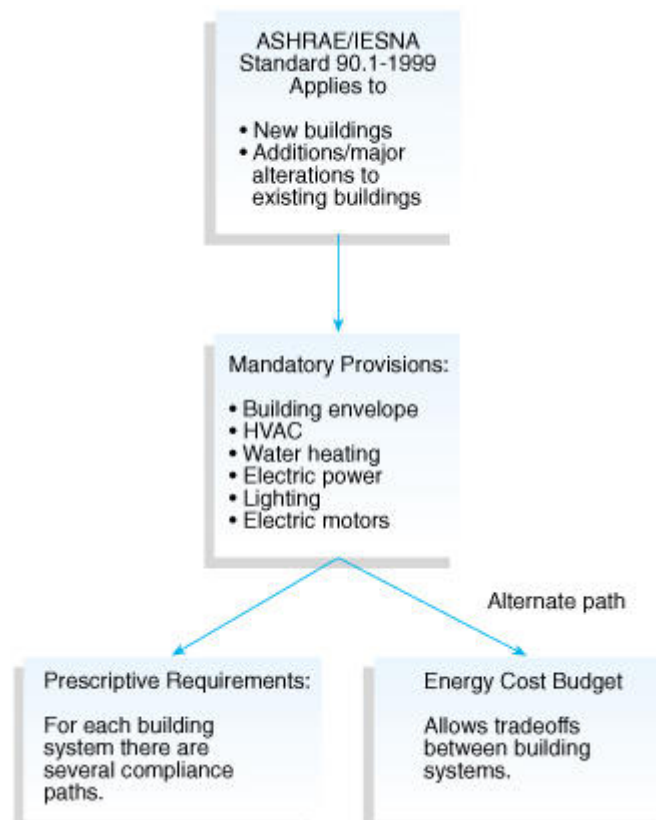 ASHRAE/IESNA
Standard 90.1-1999
Applies to
• New buildings
• Additions/major
alterations to
existing buildings
Mandatory Provisions:
• Building envelope
• HVAC
• Water heating
• Electric power
• Lighting
• Electric motors
Alternate path
Prescriptive Requirements:
For each building
system there are
several compliance
paths.
Energy Cost Budget
Allows tradeoffs
between building
systems.